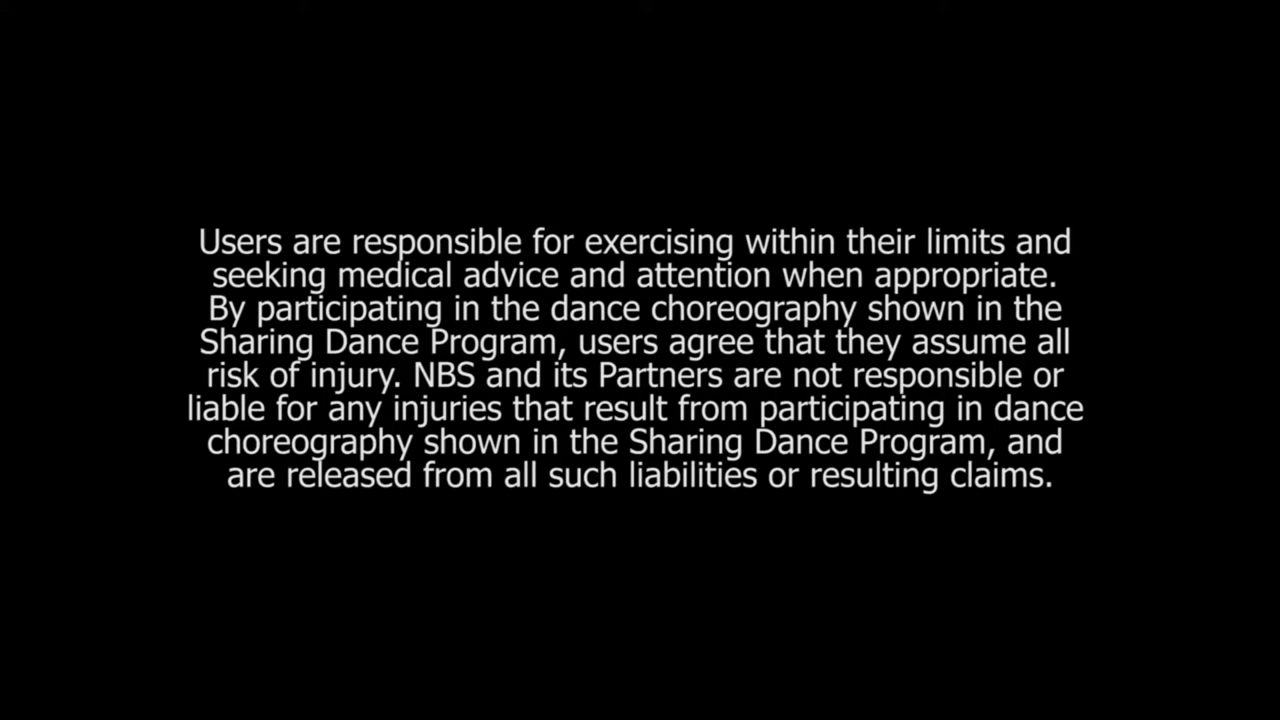 Users are responsible for exercising within their limits and
seeking medical advice and attention when appropriate.
By participating in the dance choreography shown in the
Sharing Dance Program, users agree that they assume all
risk of injury. NBS and its Partners are not responsible or
liable for any injuries that result from participating in dance
choreography shown in the Sharing Dance Program, and
are released from all such liabilities or resulting claims.